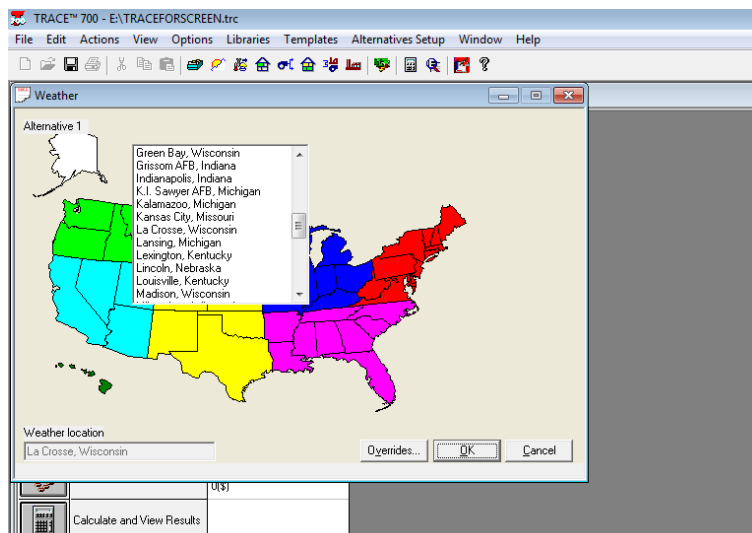 TRACE™ 700 - E:\TRACEFORSCREEN.trc
File Edit Actions View Options Libraries Templates Alternatives Setup Window Help
Weather
Alternative 1
Green Bay, Wisconsin
Grissom AFB, Indiana
Indianapolis, Indiana
K.I. Sawyer AFB, Michigan
Kalamazoo, Michigan
Kansas City, Missouri
La Crosse, Wisconsin
Lansing, Michigan
Lexington, Kentucky
Lincoln, Nebraska
Louisville, Kentucky
Madison, Wisconsin
Weather location
La Crosse, Wisconsin
Overrides... OK Cancel
Calculate and View Results